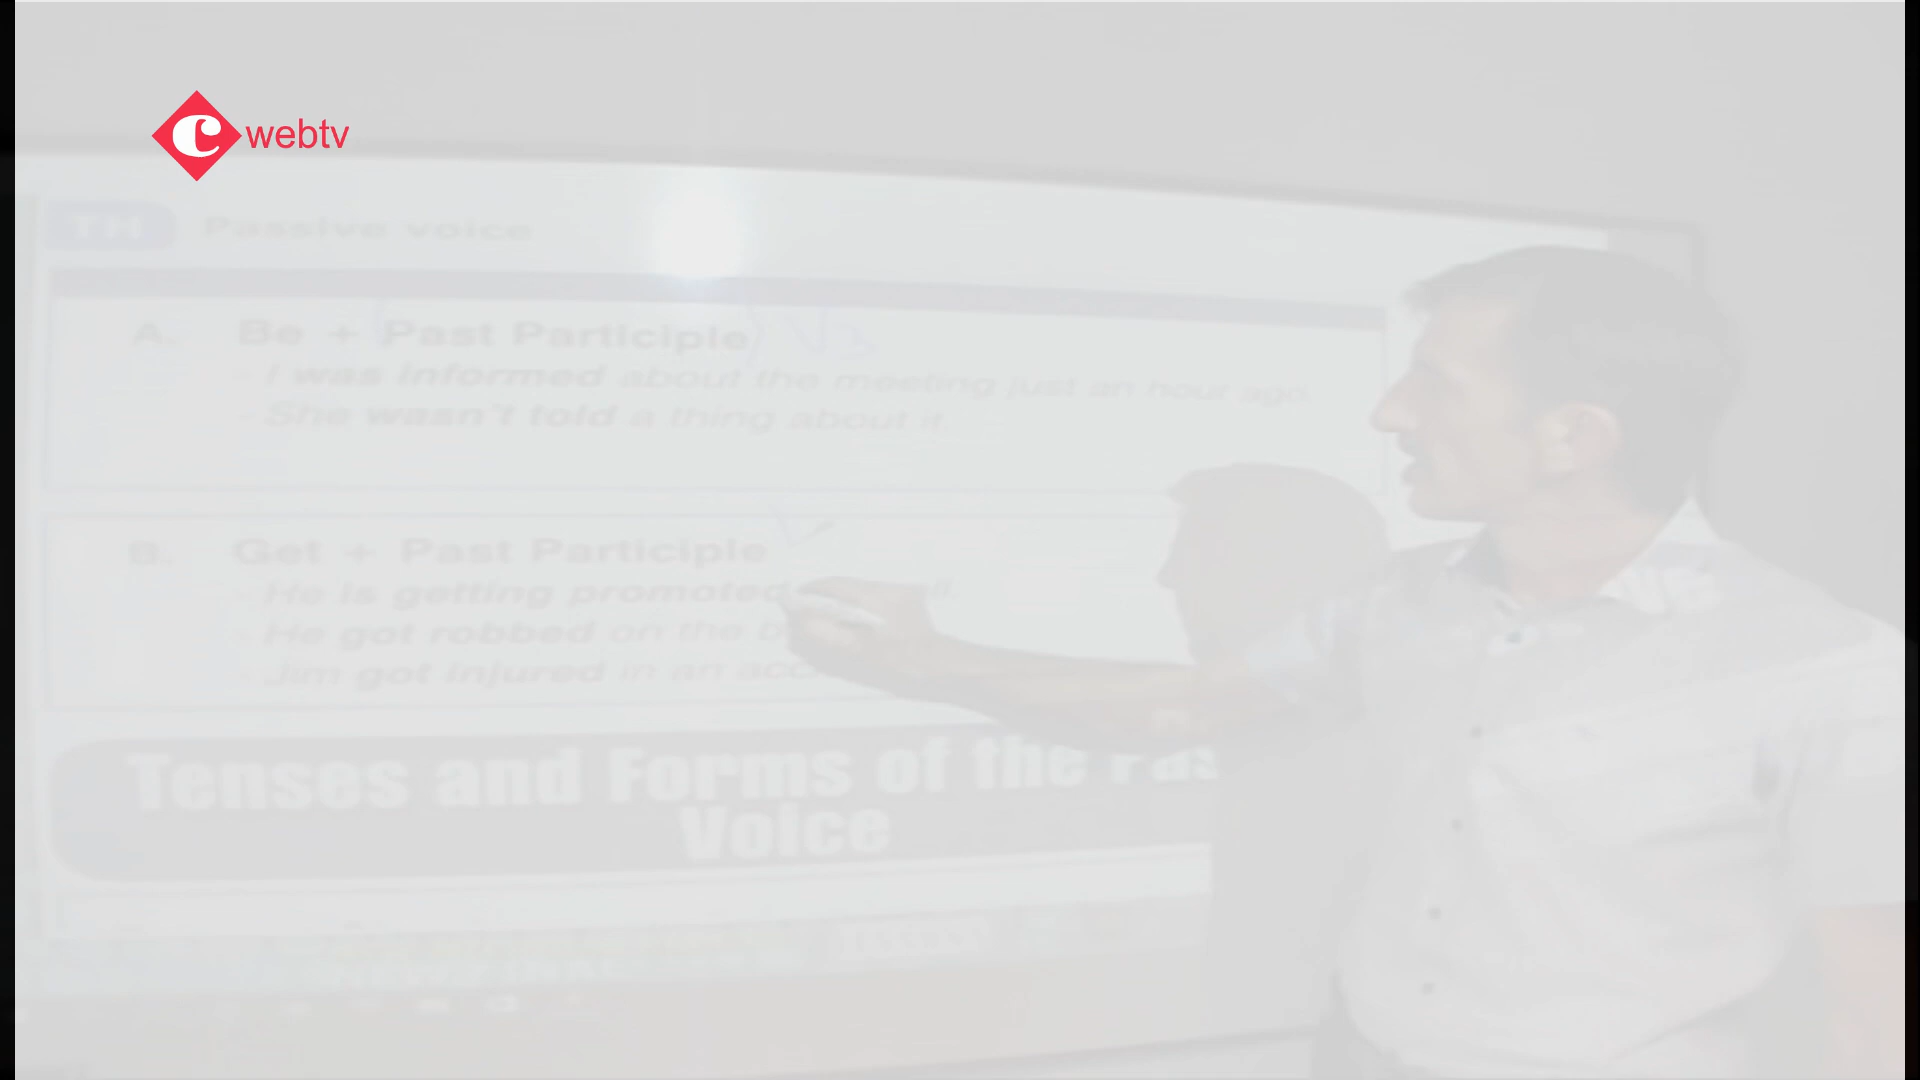 c webtv
TH Passive voice
A. Be + Past Participle V3
- I was informed about the meeting just an hour ago.
- She wasn't told a thing about it.
B. Get + Past Participle
- He is getting promoted
- He got robbed on the
- Jim got injured in an
Tenses and Forms of the
Voice